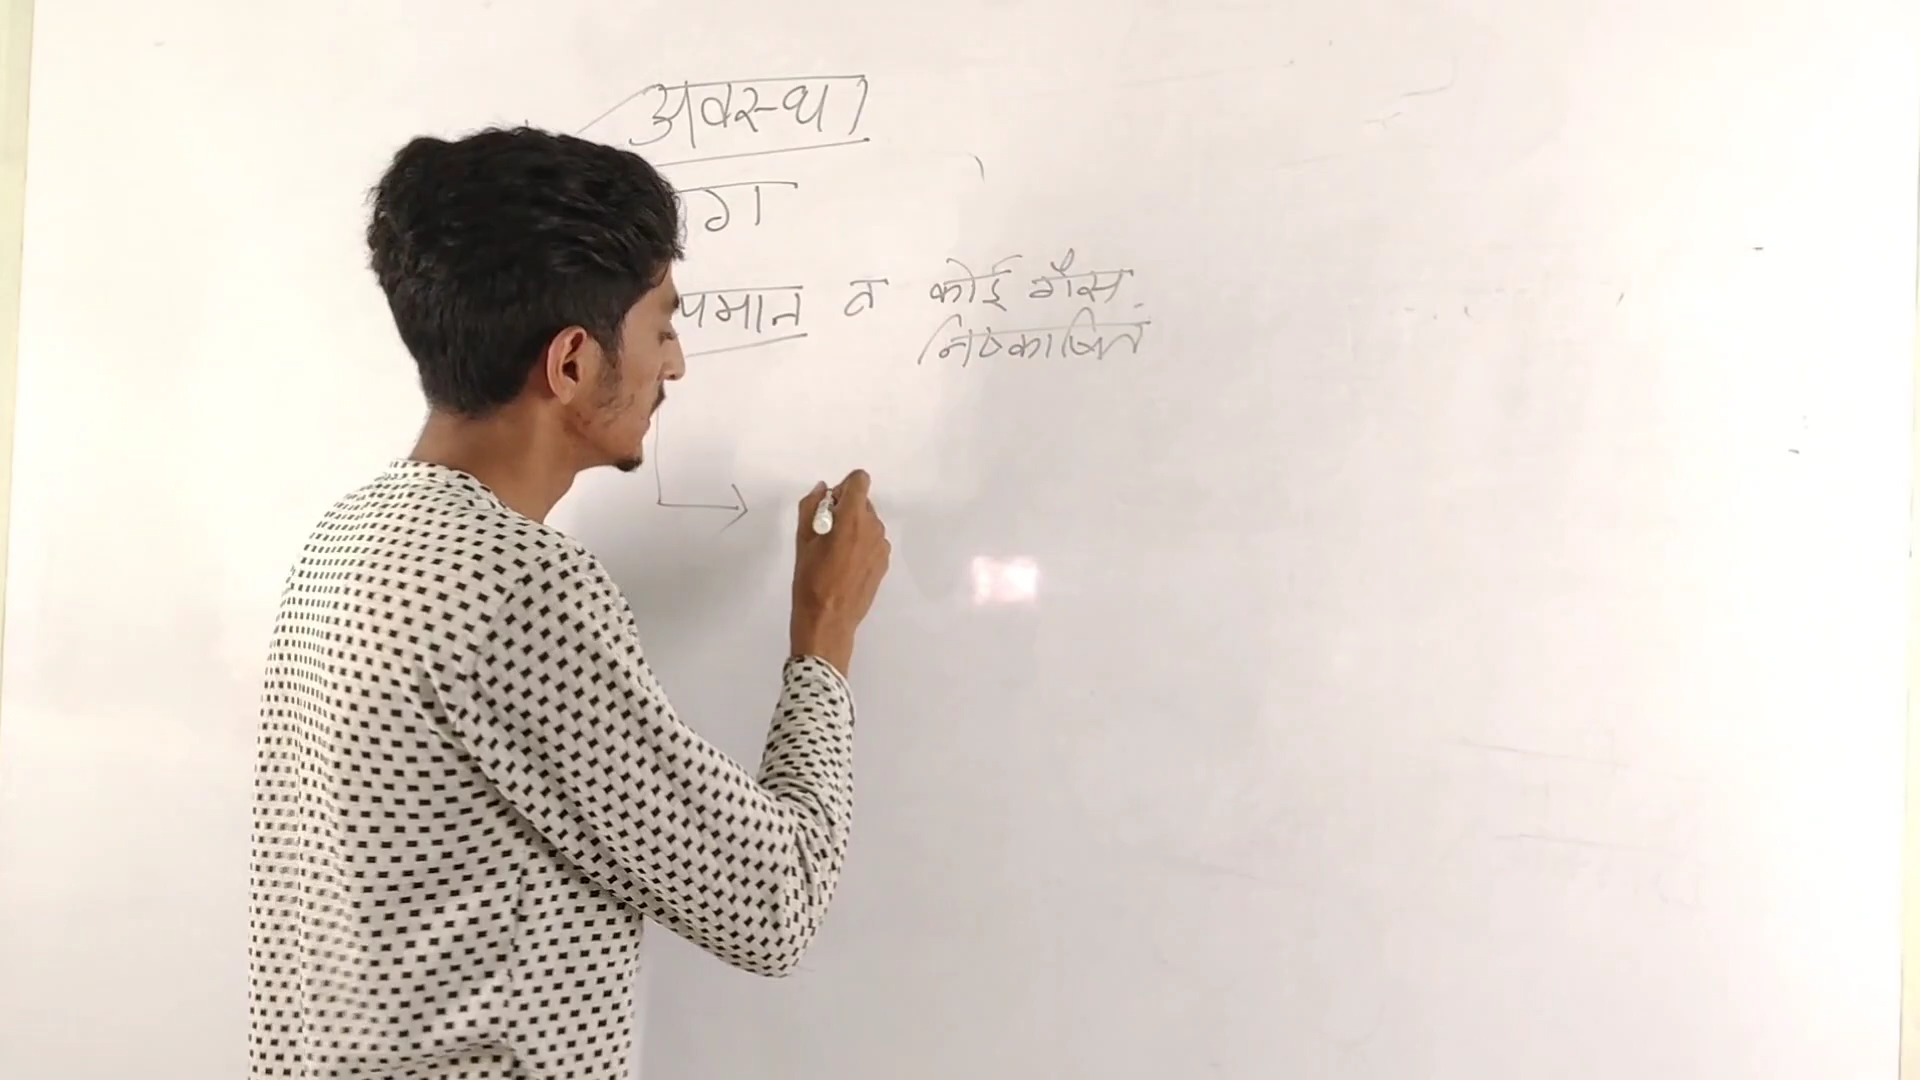 अवस्था
पमान त कोई गैस
निष्काषित